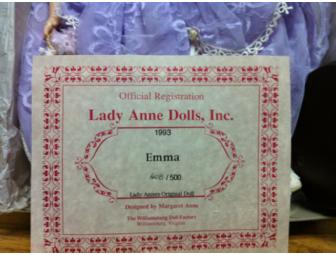 Official Registration
Lady Anne Dolls, Inc.
1993
Emma
/ 500
Lady Annes Original Doll
Designed by Margaret Anne
The Williamsburg Doll Factory
Williamsburg, Virginia